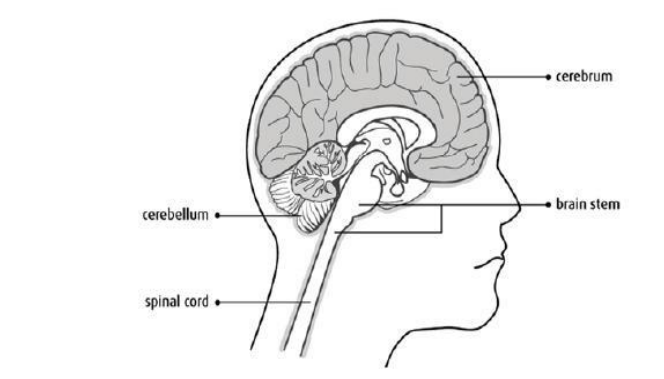 cerebrum
brain stem
cerebellum
spinal cord